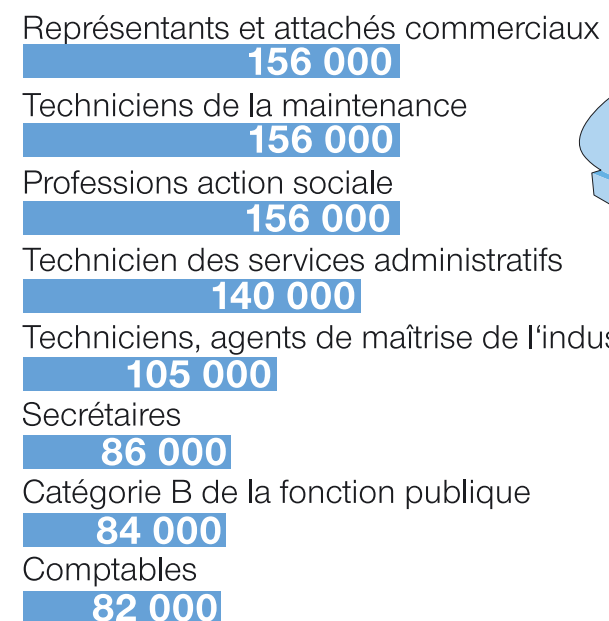 Représentants et attachés commerciaux
156 000
Techniciens de la maintenance
156 000
Professions action sociale
156 000
Technicien des services administratifs
140 000
Techniciens, agents de maîtrise de l‘
105 000
Secrétaires
86 000
Catégorie B de la fonction publique
84 000
Comptables
82 000